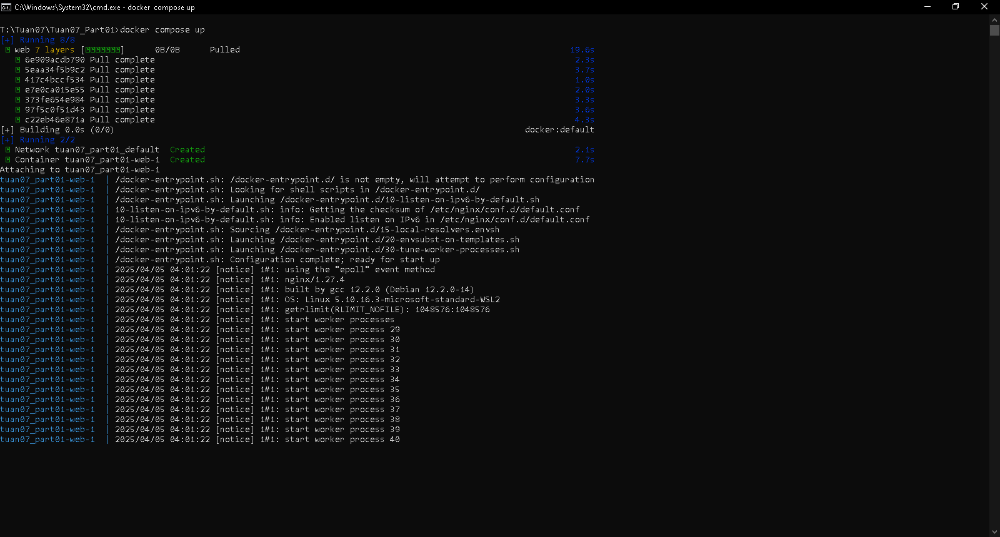 C:\Windows\System32\cmd.exe - docker compose up
T:\Tuan07\Tuan07_Part01>docker compose up
[+] Running 8/8
web 7 layers [       ]      0B/0B      Pulled      19.6s
6e909acdb790 Pull complete      2.3s
5eaa34f5b9c2 Pull complete      3.7s
417c4bccf534 Pull complete      1.0s
e7e0ca015e55 Pull complete      2.0s
373fe654e984 Pull complete      3.3s
97f5c0f51d43 Pull complete      3.6s
c22eb46e871a Pull complete      4.3s
[+] Building 0.0s (0/0)      docker:default
[+] Running 2/2
Network tuan07_part01_default  Created      2.1s
Container tuan07_part01-web-1  Created      7.7s
Attaching to tuan07_part01-web-1
tuan07_part01-web-1  | /docker-entrypoint.sh: /docker-entrypoint.d/ is not empty, will attempt to perform configuration
tuan07_part01-web-1  | /docker-entrypoint.sh: Looking for shell scripts in /docker-entrypoint.d/
tuan07_part01-web-1  | /docker-entrypoint.sh: Launching /docker-entrypoint.d/10-listen-on-ipv6-by-default.sh
tuan07_part01-web-1  | 10-listen-on-ipv6-by-default.sh: info: Getting the checksum of /etc/nginx/conf.d/default.conf
tuan07_part01-web-1  | 10-listen-on-ipv6-by-default.sh: info: Enabled listen on IPv6 in /etc/nginx/conf.d/default.conf
tuan07_part01-web-1  | /docker-entrypoint.sh: Sourcing /docker-entrypoint.d/15-local-resolvers.envsh
tuan07_part01-web-1  | /docker-entrypoint.sh: Launching /docker-entrypoint.d/20-envsubst-on-templates.sh
tuan07_part01-web-1  | /docker-entrypoint.sh: Launching /docker-entrypoint.d/30-tune-worker-processes.sh
tuan07_part01-web-1  | /docker-entrypoint.sh: Configuration complete; ready for start up
tuan07_part01-web-1  | 2025/04/05 04:01:22 [notice] 1#1: using the "epoll" event method
tuan07_part01-web-1  | 2025/04/05 04:01:22 [notice] 1#1: nginx/1.27.4
tuan07_part01-web-1  | 2025/04/05 04:01:22 [notice] 1#1: built by gcc 12.2.0 (Debian 12.2.0-14)
tuan07_part01-web-1  | 2025/04/05 04:01:22 [notice] 1#1: OS: Linux 5.10.16.3-microsoft-standard-WSL2
tuan07_part01-web-1  | 2025/04/05 04:01:22 [notice] 1#1: getrlimit(RLIMIT_NOFILE): 1048576:1048576
tuan07_part01-web-1  | 2025/04/05 04:01:22 [notice] 1#1: start worker processes
tuan07_part01-web-1  | 2025/04/05 04:01:22 [notice] 1#1: start worker process 29
tuan07_part01-web-1  | 2025/04/05 04:01:22 [notice] 1#1: start worker process 30
tuan07_part01-web-1  | 2025/04/05 04:01:22 [notice] 1#1: start worker process 31
tuan07_part01-web-1  | 2025/04/05 04:01:22 [notice] 1#1: start worker process 32
tuan07_part01-web-1  | 2025/04/05 04:01:22 [notice] 1#1: start worker process 33
tuan07_part01-web-1  | 2025/04/05 04:01:22 [notice] 1#1: start worker process 34
tuan07_part01-web-1  | 2025/04/05 04:01:22 [notice] 1#1: start worker process 35
tuan07_part01-web-1  | 2025/04/05 04:01:22 [notice] 1#1: start worker process 36
tuan07_part01-web-1  | 2025/04/05 04:01:22 [notice] 1#1: start worker process 37
tuan07_part01-web-1  | 2025/04/05 04:01:22 [notice] 1#1: start worker process 38
tuan07_part01-web-1  | 2025/04/05 04:01:22 [notice] 1#1: start worker process 39
tuan07_part01-web-1  | 2025/04/05 04:01:22 [notice] 1#1: start worker process 40